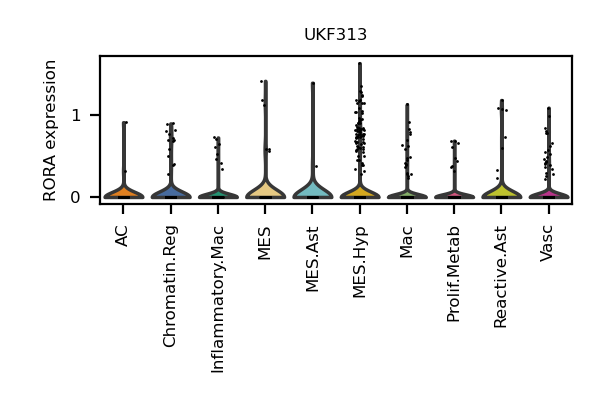 UKF313
RORA expression
1
0
AC
Chromatin.Reg
Inflammatory.Mac
MES
MES.Ast
MES.Hyp
Mac
Prolif.Metab
Reactive.Ast
Vasc